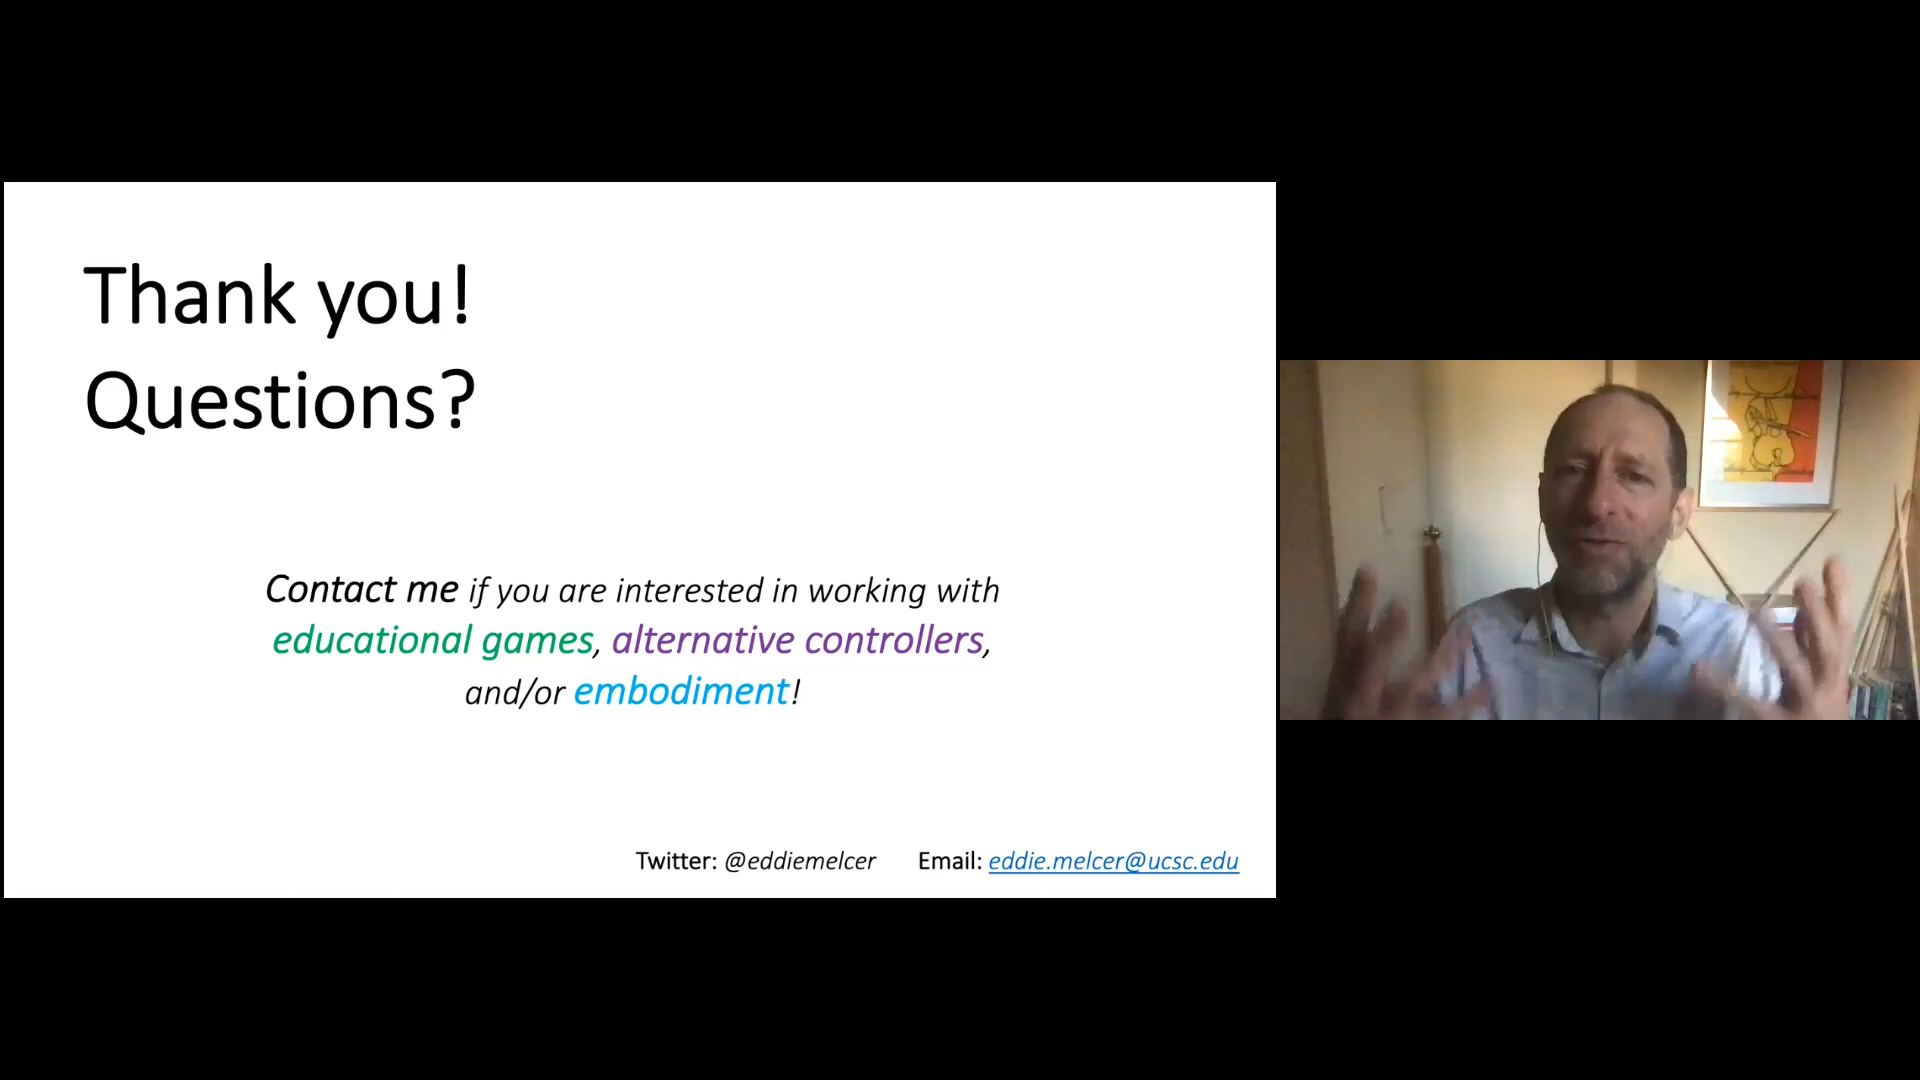 Thank you!
Questions?
Contact me if you are interested in working with
educational games, alternative controllers,
and/or embodiment!
Twitter: @eddiemelcer Email: eddie.melcer@ucsc.edu